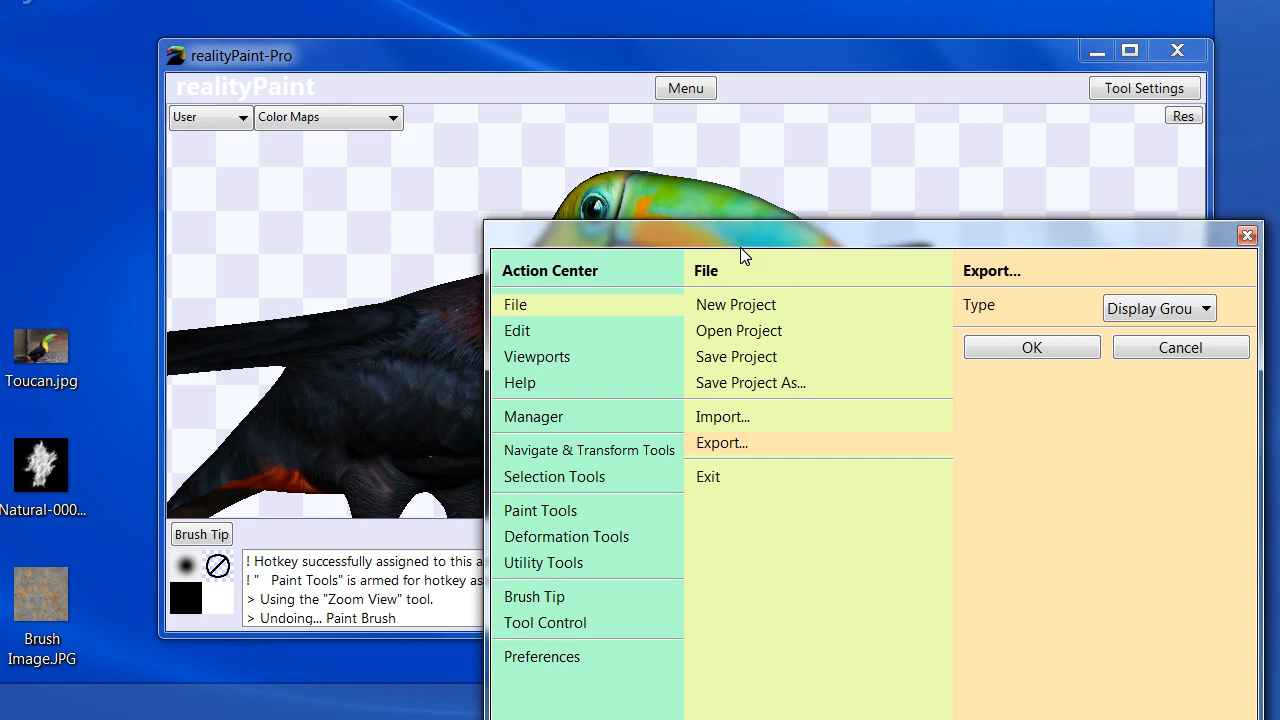 realityPaint-Pro
realityPaint
Menu
Tool Settings
User
Color Maps
Res
Action Center
File
Edit
Viewports
Help
Manager
Navigate & Transform Tools
Selection Tools
Paint Tools
Deformation Tools
Utility Tools
Brush Tip
Tool Control
Preferences
File
New Project
Open Project
Save Project
Save Project As...
Import...
Export...
Exit
Export...
Type
Display Grou
OK
Cancel
Toucan.jpg
Natural-000...
Brush
Image.JPG
Brush Tip
! Hotkey successfully assigned to this a
! " Paint Tools" is armed for hotkey as
> Using the "Zoom View" tool.
> Undoing... Paint Brush